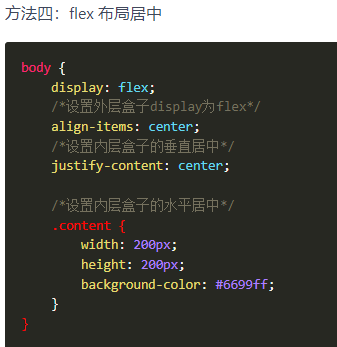 方法四：flex 布局居中
body {
    display: flex;
    /*设置外层盒子display为flex*/
    align-items: center;
    /*设置内层盒子的垂直居中*/
    justify-content: center;
    /*设置内层盒子的水平居中*/
    .content {
        width: 200px;
        height: 200px;
        background-color: #6699ff;
    }
}